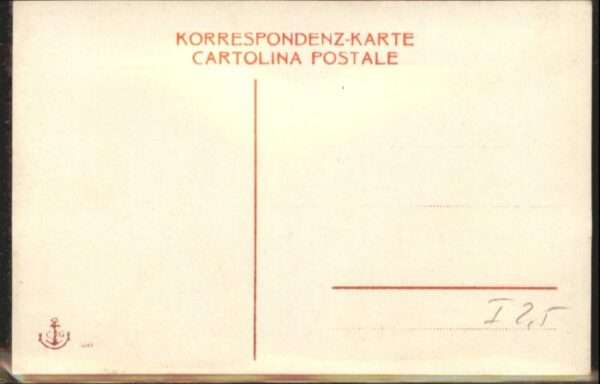 KORRESPONDENZ-KARTE
CARTOLINA POSTALE
C G
I 2,5